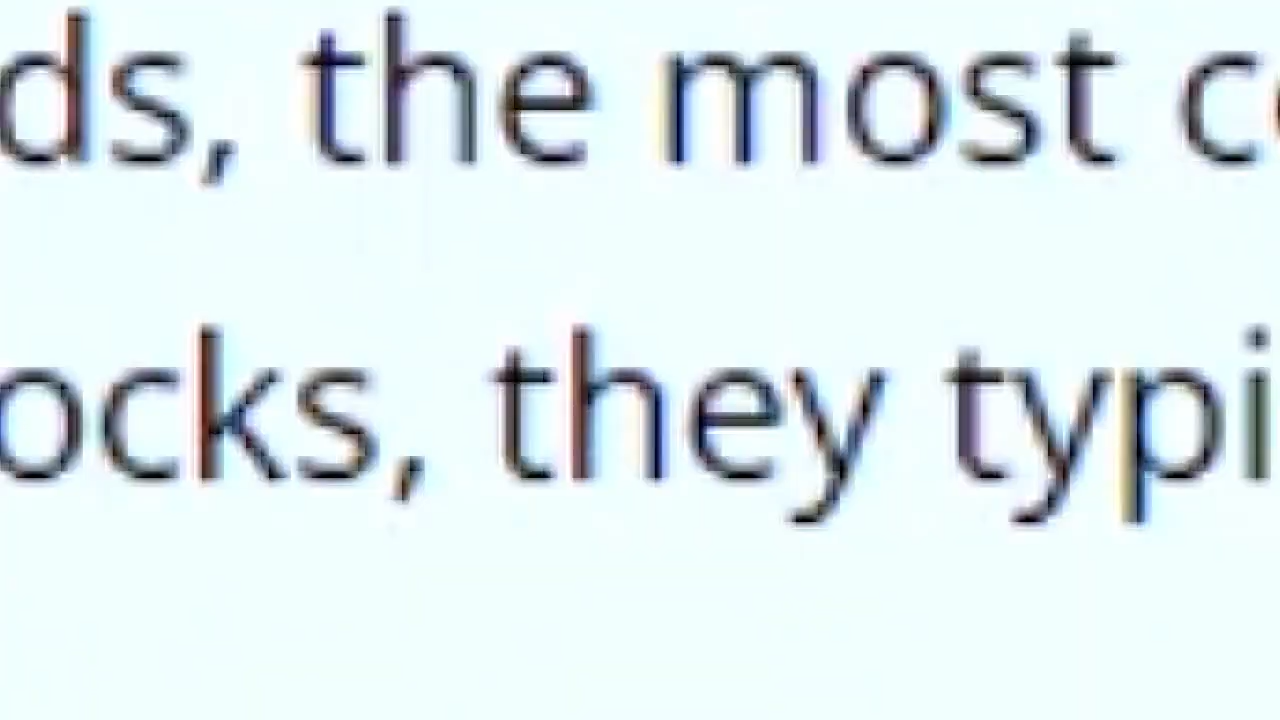 ds, the most c
ocks, they typi